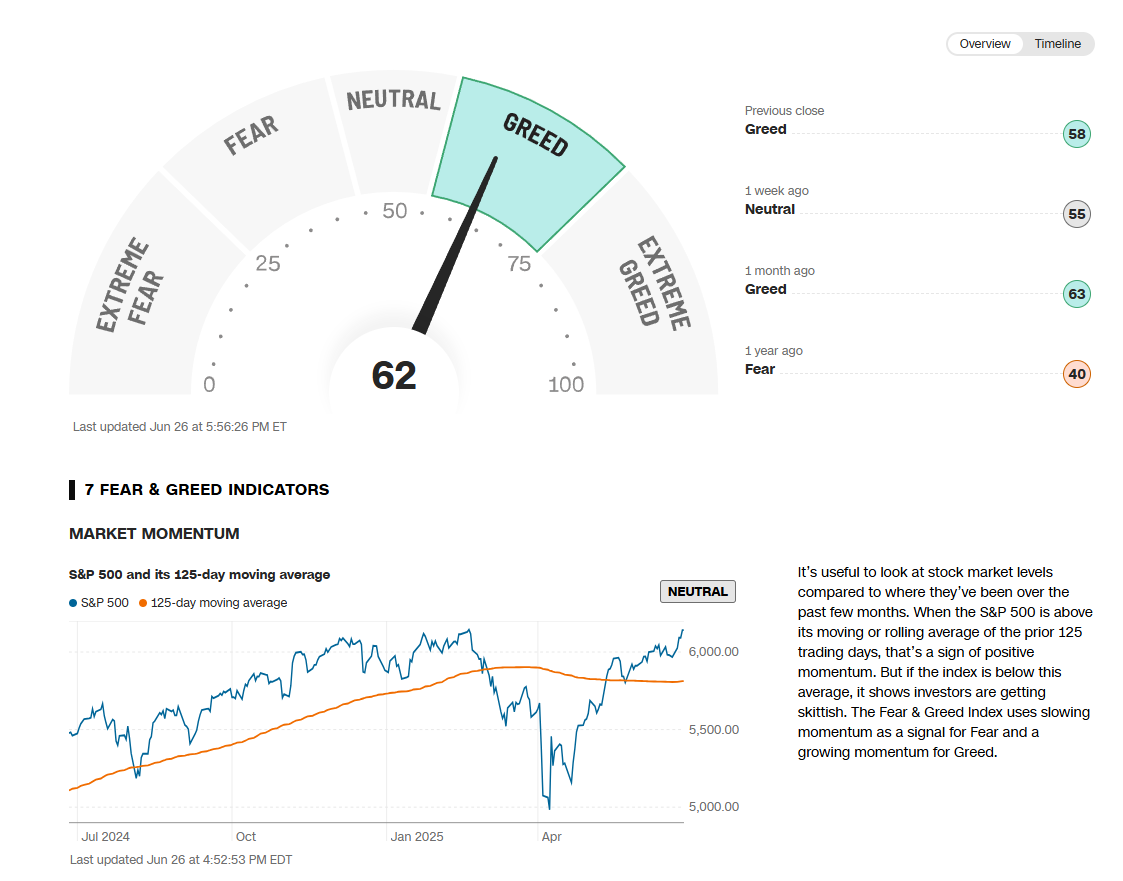 Overview
Timeline
EXTREME
FEAR
FEAR
NEUTRAL
GREED
EXTREME
GREED
0
25
50
75
100
62
Last updated Jun 26 at 5:56:26 PM ET
Previous close
Greed 58
1 week ago
Neutral 55
1 month ago
Greed 63
1 year ago
Fear 40
7 FEAR & GREED INDICATORS
MARKET MOMENTUM
S&P 500 and its 125-day moving average
S&P 500 125-day moving average
NEUTRAL
6,000.00
5,500.00
5,000.00
Jul 2024 Oct Jan 2025 Apr
Last updated Jun 26 at 4:52:53 PM EDT
It's useful to look at stock market levels
compared to where they've been over the
past few months. When the S&P 500 is above
its moving or rolling average of the prior 125
trading days, that's a sign of positive
momentum. But if the index is below this
average, it shows investors are getting
skittish. The Fear & Greed Index uses slowing
momentum as a signal for Fear and a
growing momentum for Greed.